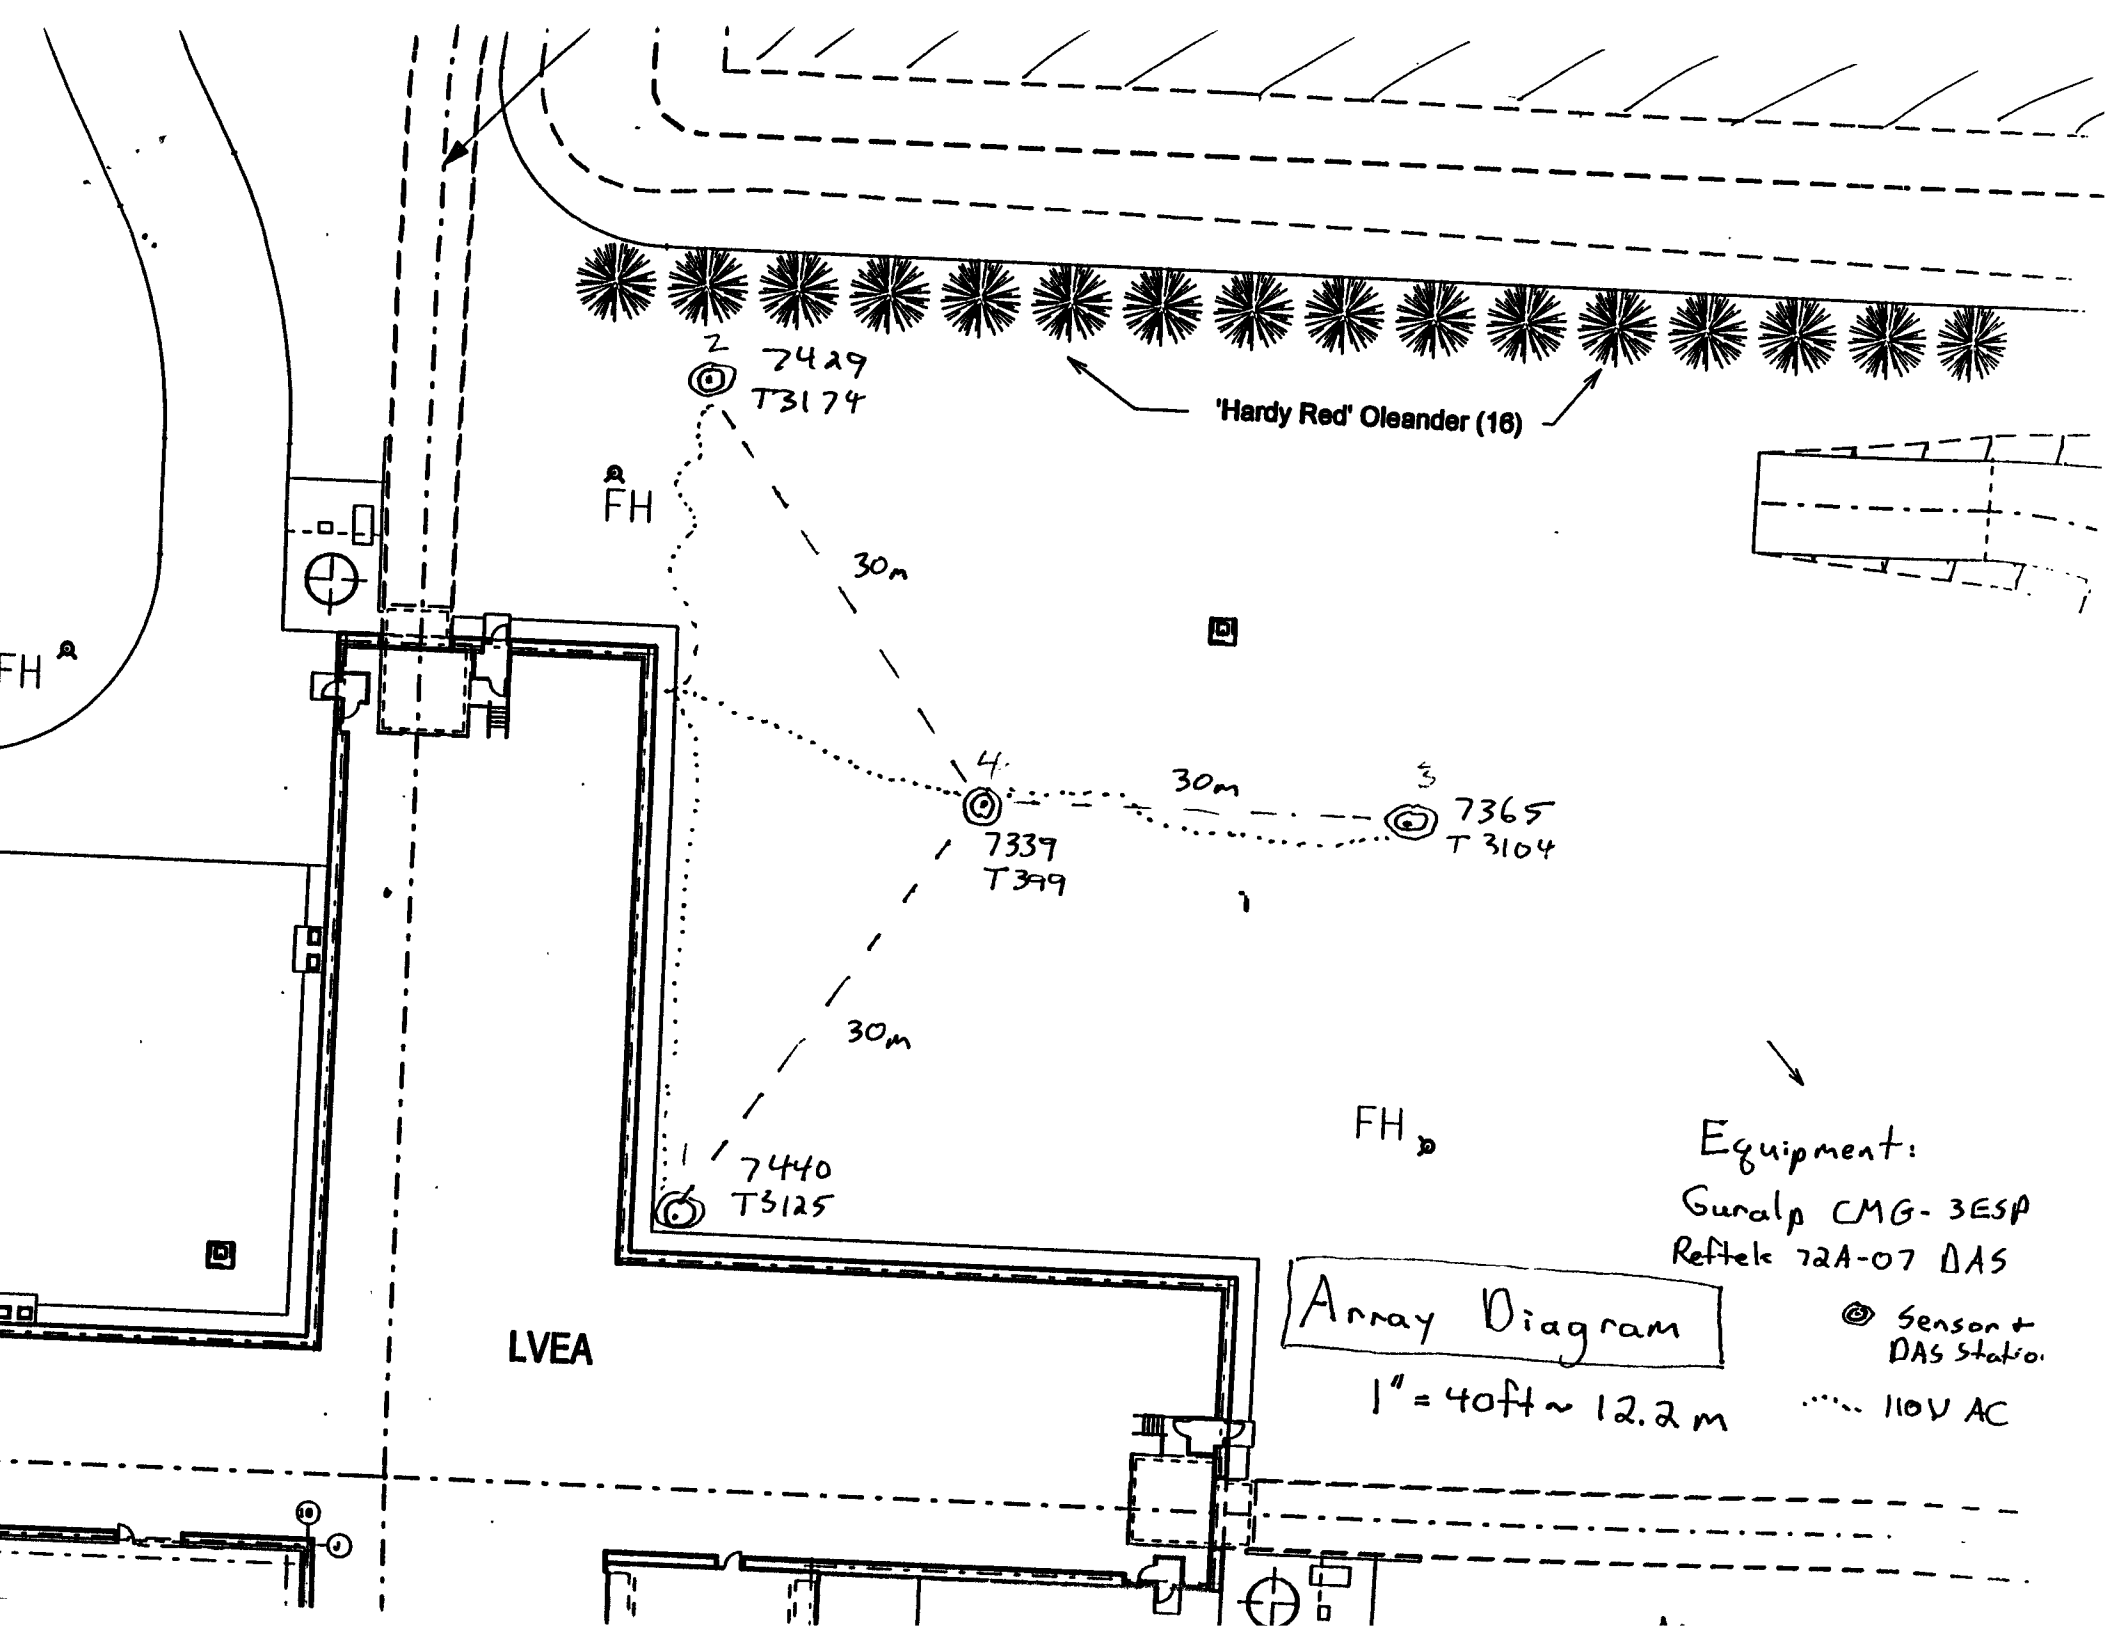 2
7429
T3174
'Hardy Red' Oleander (16)
FH
30m
FH
4
30m
3
7365
T3104
7339
T399
30m
FH
1
7440
T3125
Equipment:
Guralp CMG-3ESP
Reftek 72A-07 DAS
Array Diagram
Sensor +
DAS Statio
LVEA
1" = 40ft ~ 12.2 m
110V AC
10